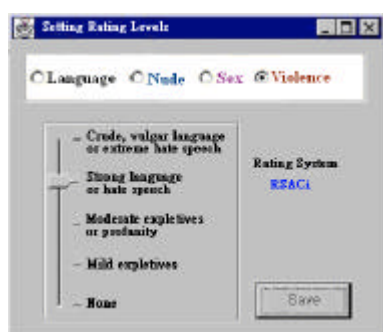 Setting Rating Levels
Language Nude Sex Violence
Crude, vulgar language
or extreme hate speech
Strong language
or hate speech
Moderate expletives
or profanity
Mild expletives
None
Rating System
RSACi
Save